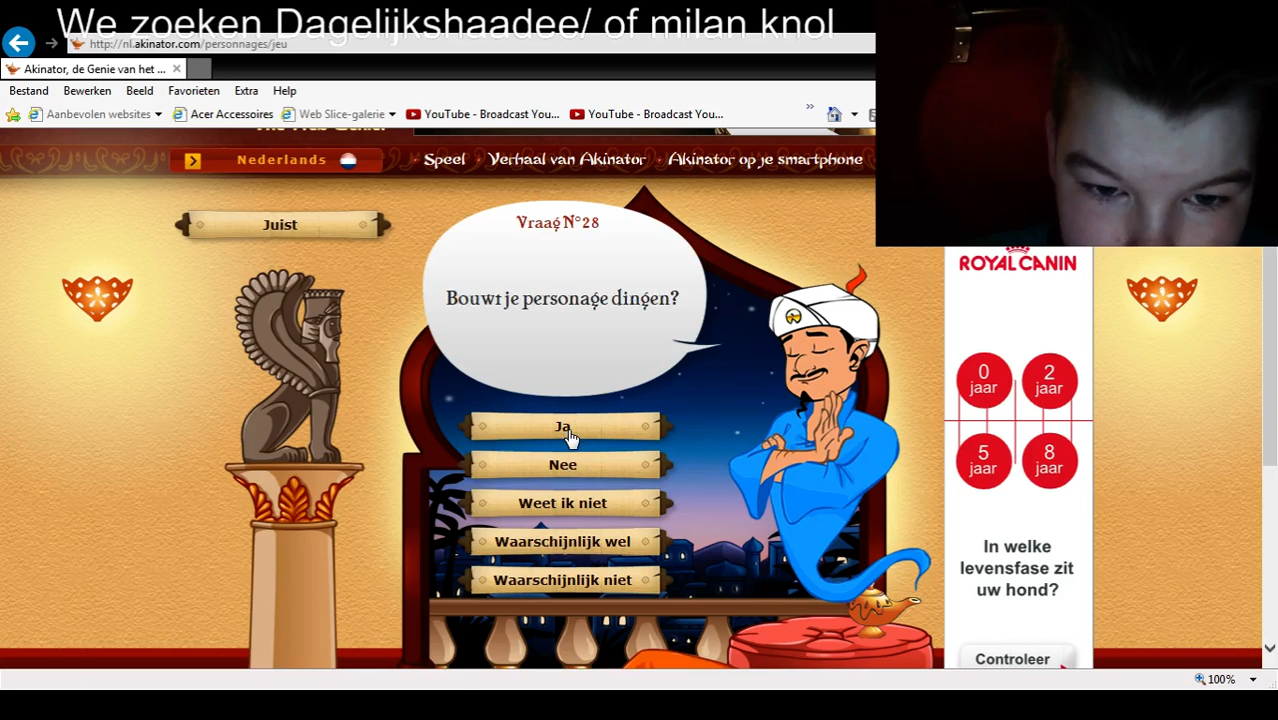 We zoeken Dagelijkshaadee/ of milan knol
http://nl.akinator.com/personnages/jeu
Akinator, de Genie van het ...
Bestand Bewerken Beeld Favorieten Extra Help
Aanbevolen websites Acer Accessoires Web Slice-galerie YouTube - Broadcast You... YouTube - Broadcast You...
Nederlands · Speel · Verhaal van Akinator · Akinator op je smartphone
Juist
Vraag N°28
Bouwt je personage dingen?
Ja
Nee
Weet ik niet
Waarschijnlijk wel
Waarschijnlijk niet
ROYAL CANIN
0 jaar
2 jaar
5 jaar
8 jaar
In welke
levensfase zit
uw hond?
Controleer
100%